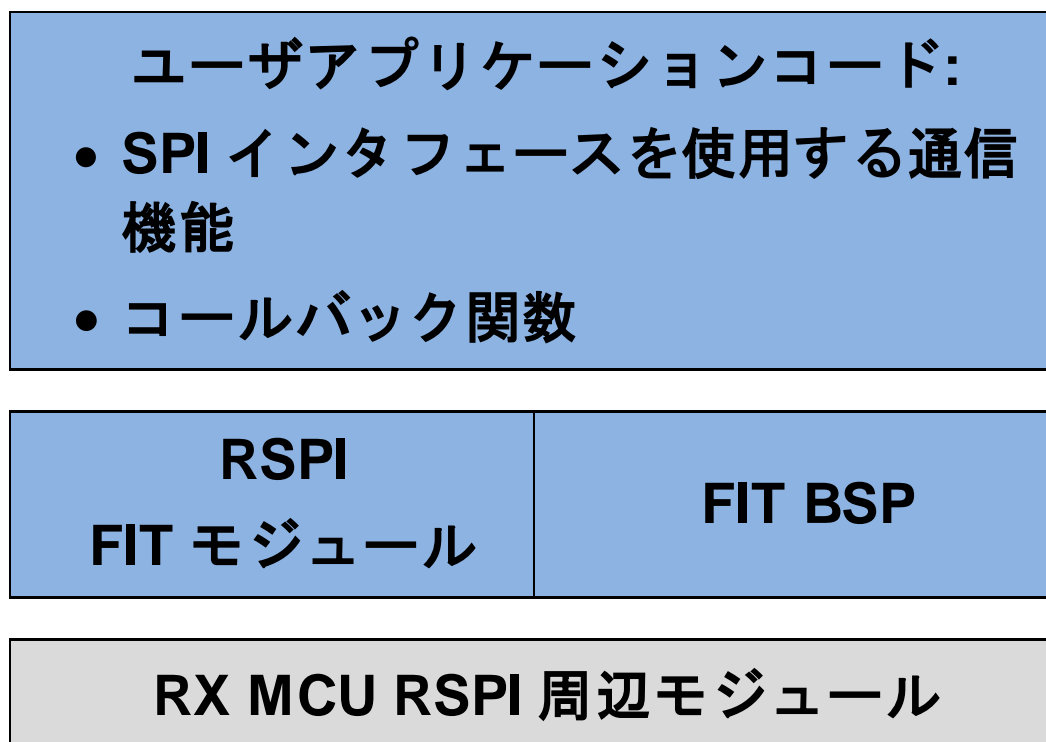 ユーザアプリケーションコード:
• SPI インタフェースを使用する通信
機能
• コールバック関数
RSPI
FIT モジュール
FIT BSP
RX MCU RSPI 周辺モジュール